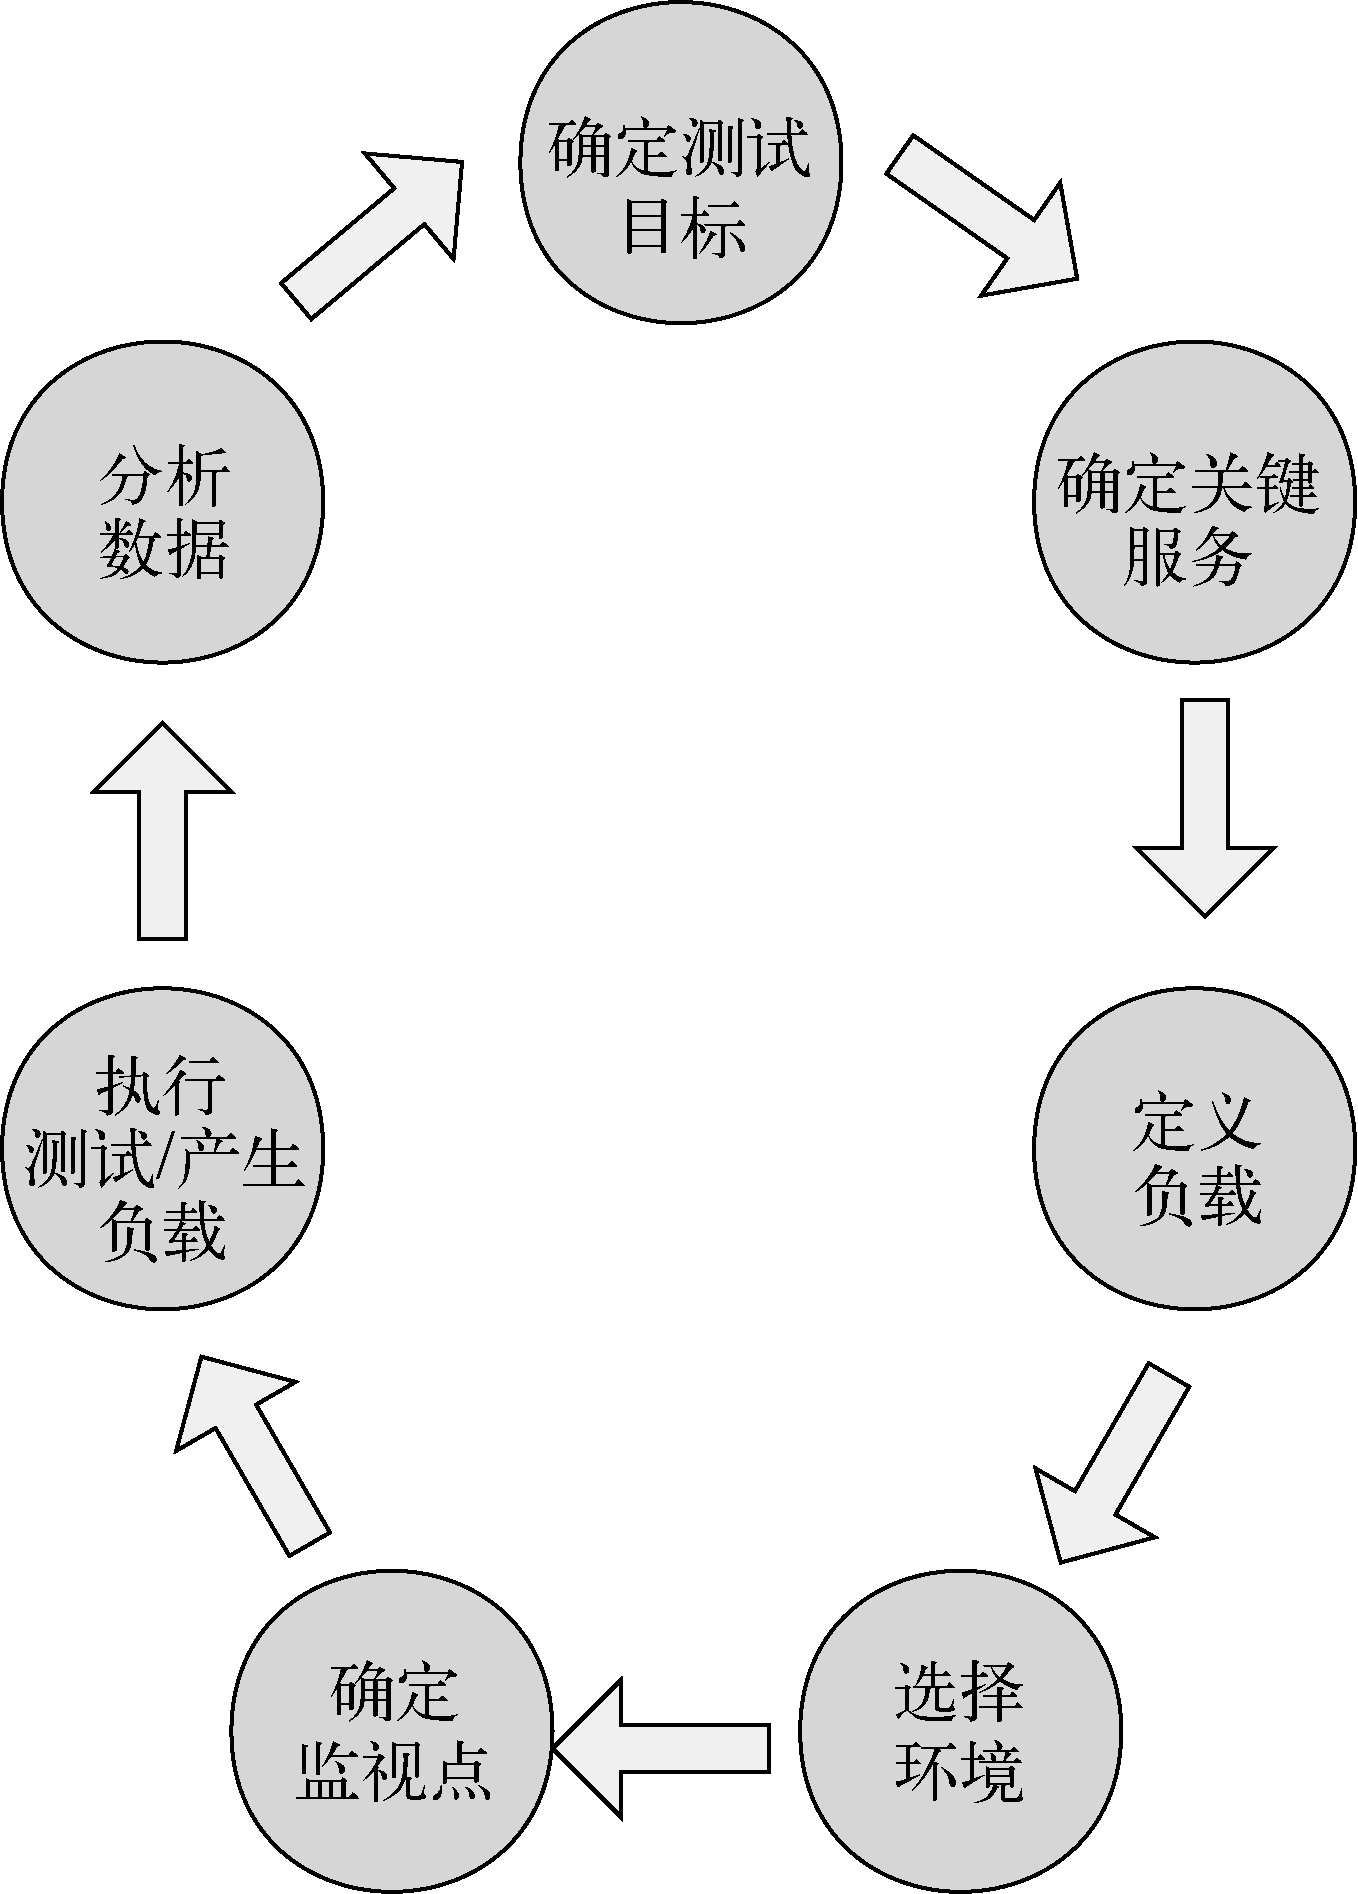 确定测试
目标
确定关键
服务
定义
负载
选择
环境
确定
监视点
执行
测试/产生
负载
分析
数据